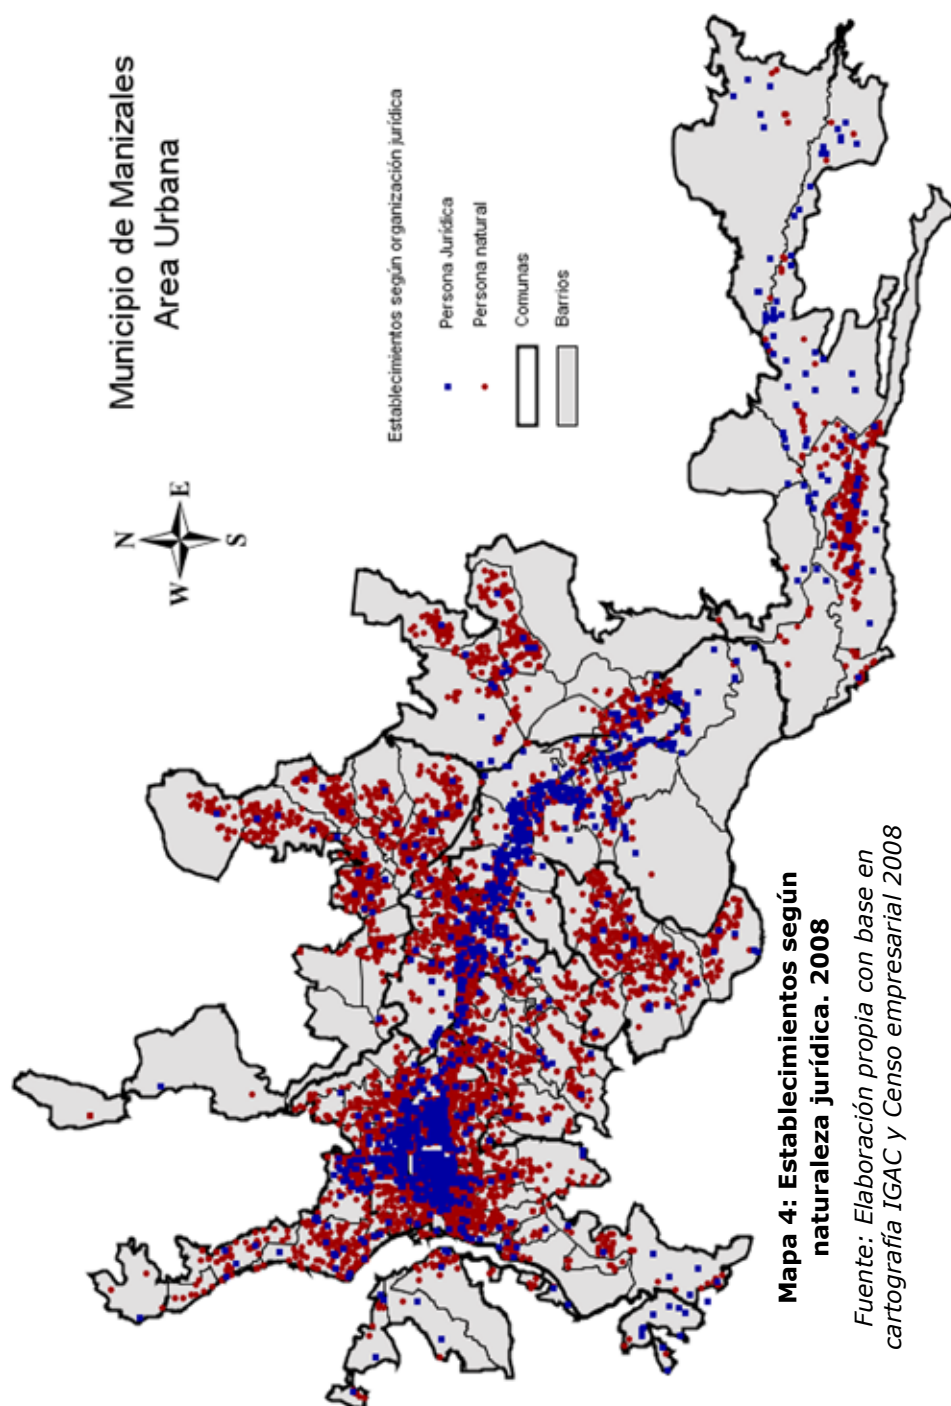 Municipio de Manizales
Area Urbana
N
W
E
S
Establecimientos según organización jurídica
Persona Jurídica
Persona natural
Comunas
Barrios
Mapa 4: Establecimientos según
naturaleza jurídica. 2008
Fuente: Elaboración propia con base en
cartografía IGAC y Censo empresarial 2008